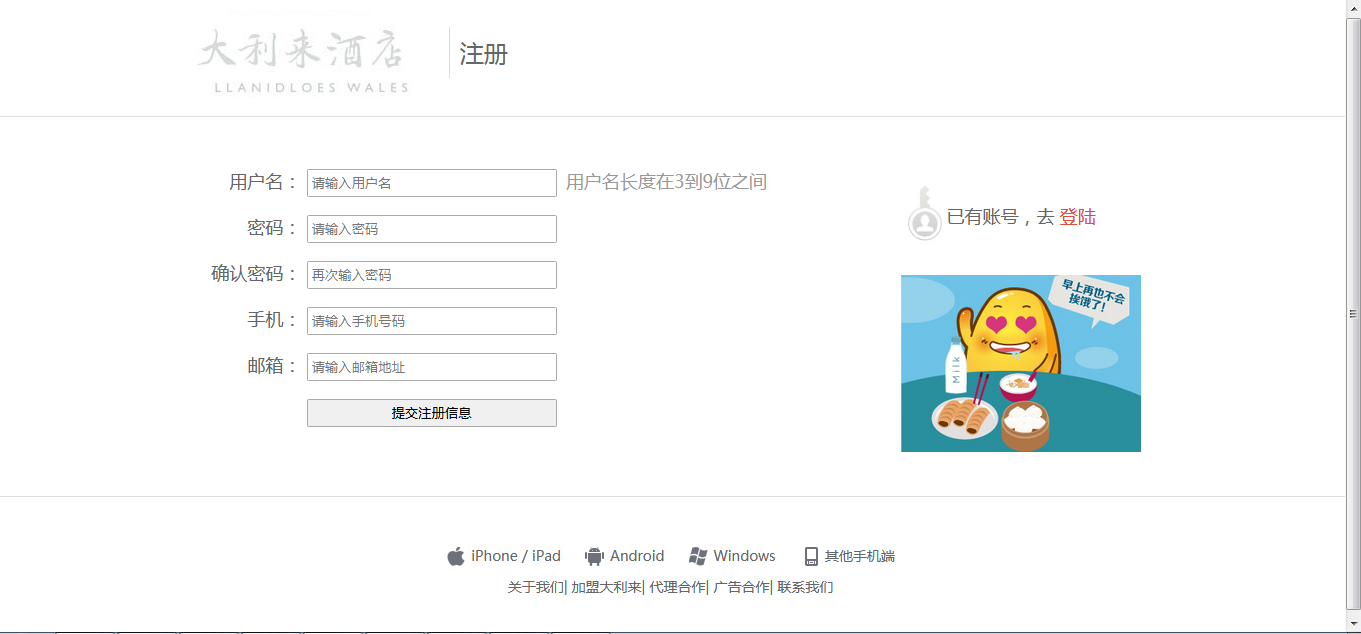 大利来酒店
LLANIDLOES WALES
注册
用户名： 请输入用户名 用户名长度在3到9位之间
密码： 请输入密码
确认密码： 再次输入密码
手机： 请输入手机号码
邮箱： 请输入邮箱地址
提交注册信息
已有账号，去 登陆
早上再也不会
挨饿了！
Milk
iPhone / iPad Android Windows 其他手机端
关于我们| 加盟大利来| 代理合作| 广告合作| 联系我们